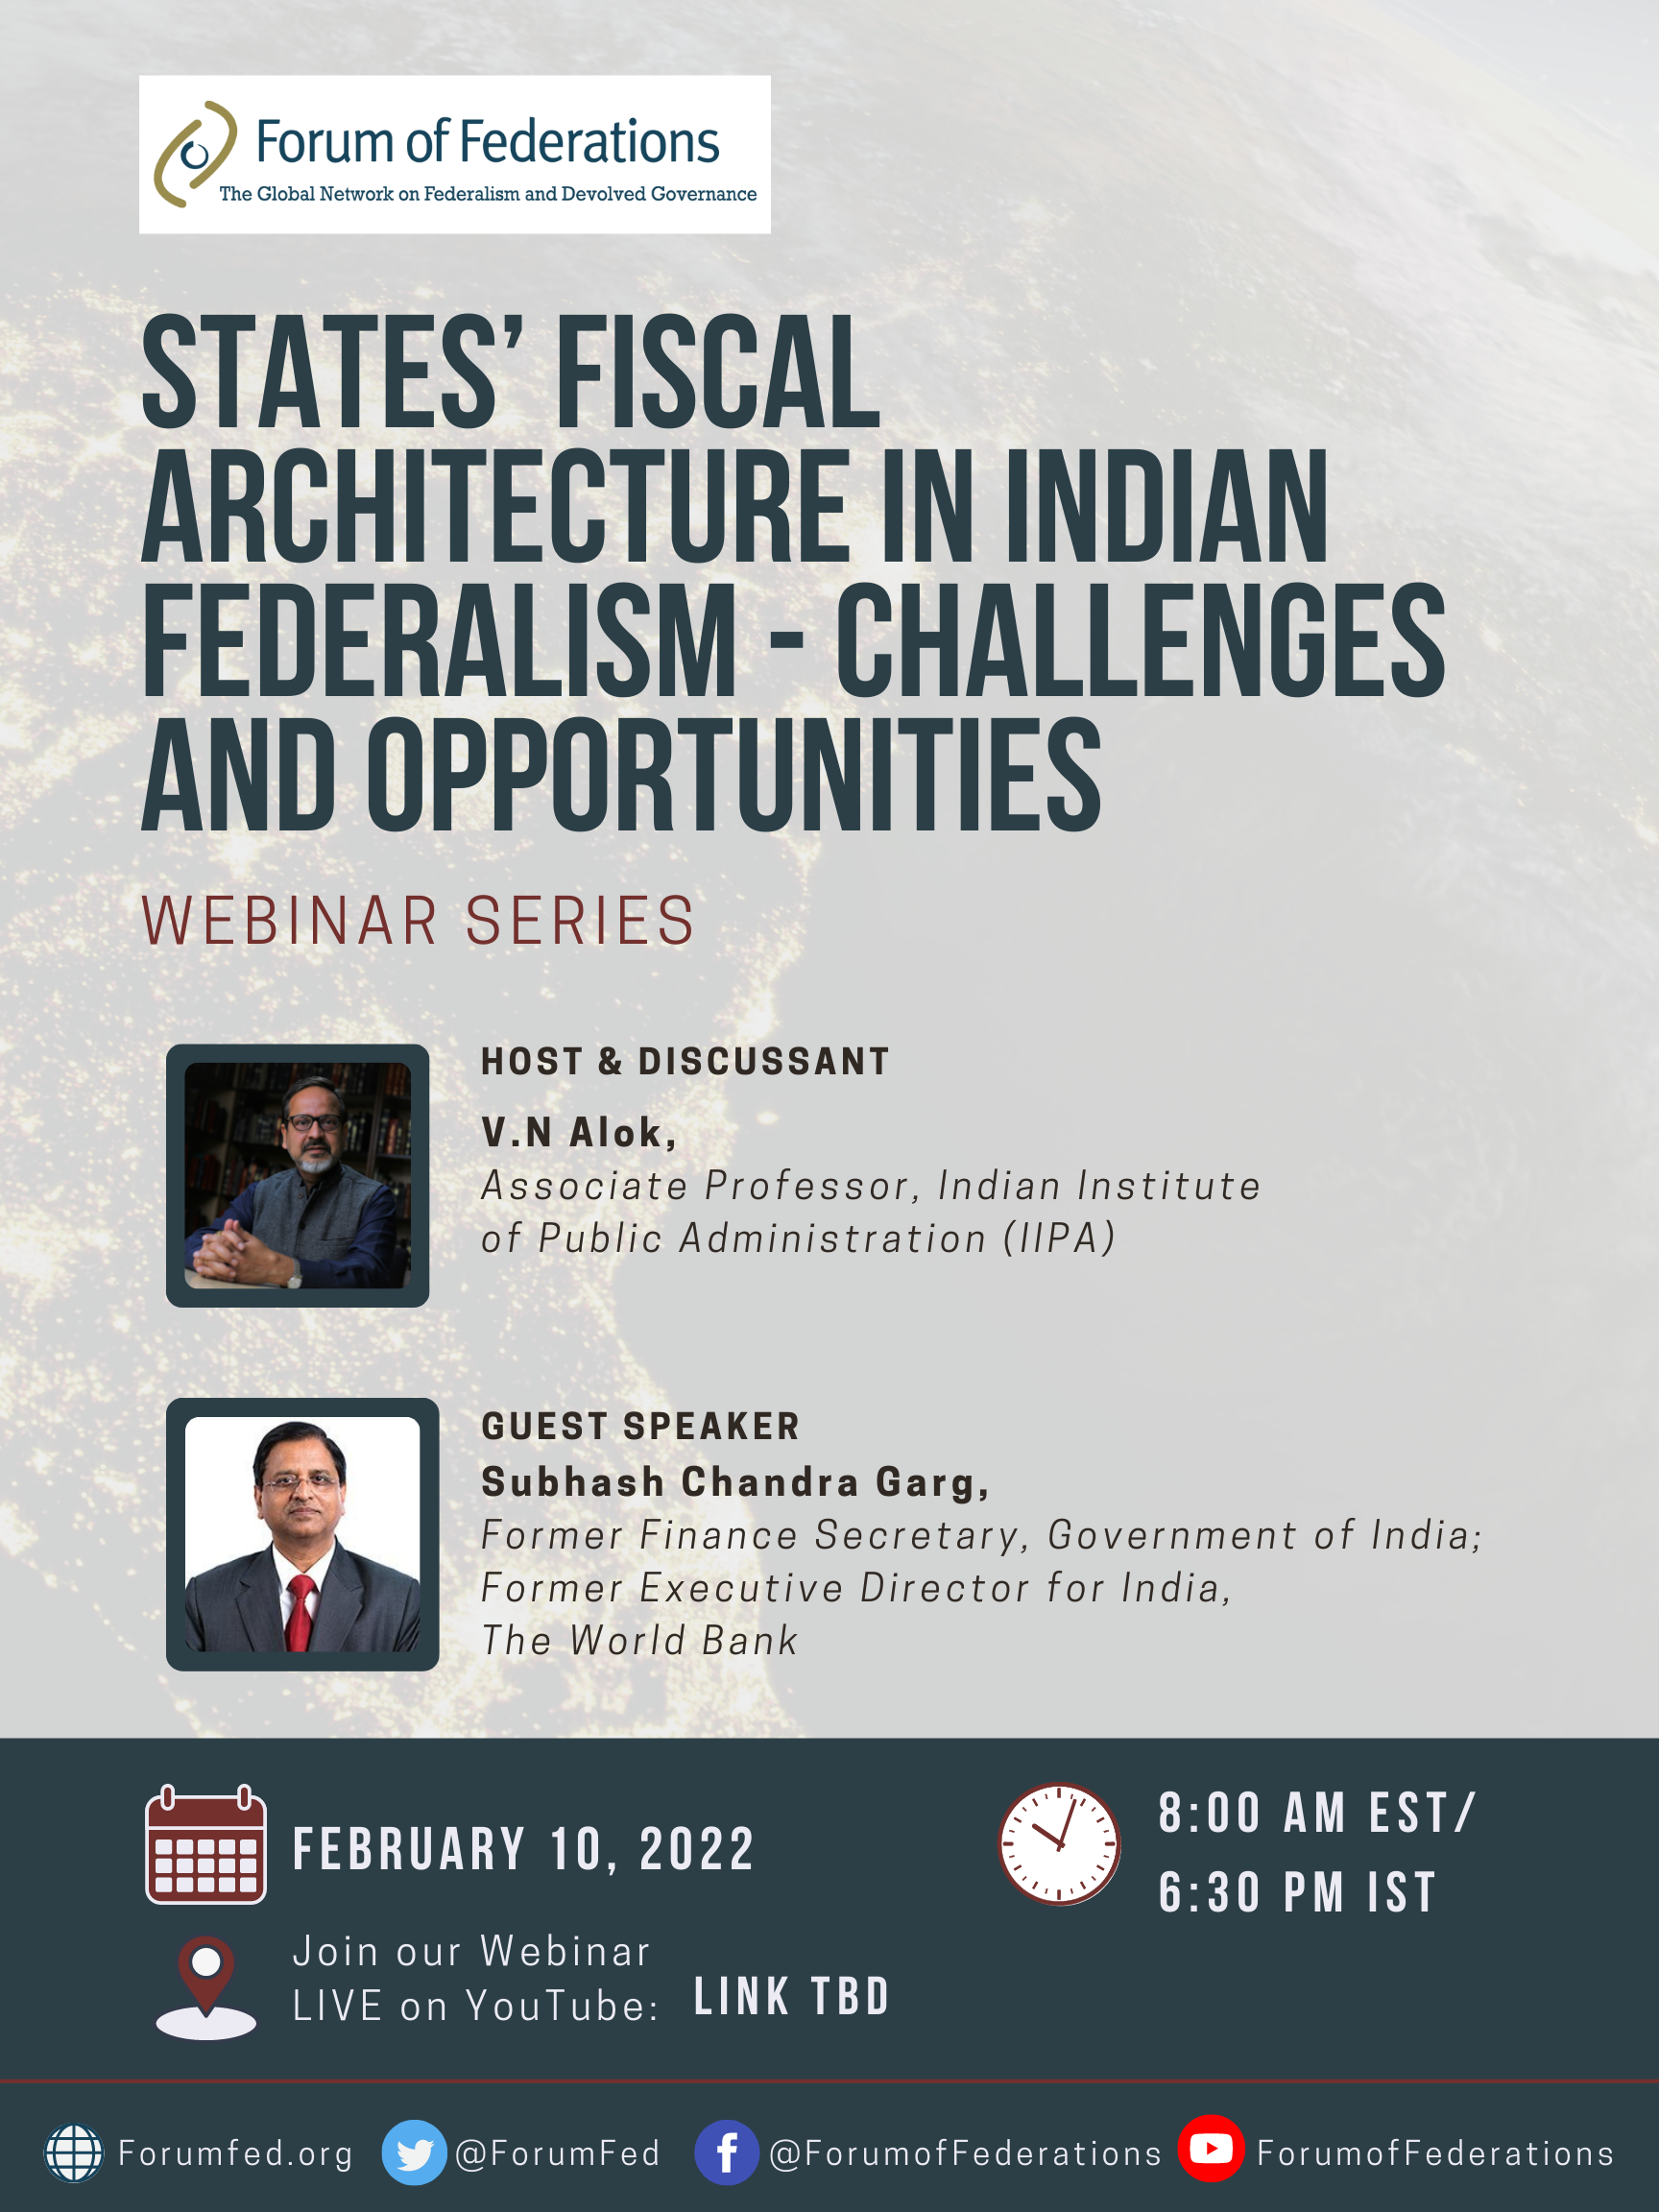 Forum of Federations
The Global Network on Federalism and Devolved Governance
STATES’ FISCAL
ARCHITECTURE IN INDIAN
FEDERALISM - CHALLENGES
AND OPPORTUNITIES
WEBINAR SERIES
HOST & DISCUSSANT
V.N Alok,
Associate Professor, Indian Institute
of Public Administration (IIPA)
GUEST SPEAKER
Subhash Chandra Garg,
Former Finance Secretary, Government of India;
Former Executive Director for India,
The World Bank
FEBRUARY 10, 2022
8:00 AM EST/
6:30 PM IST
Join our Webinar
LIVE on YouTube: LINK TBD
Forumfed.org @ForumFed @ForumofFederations ForumofFederations